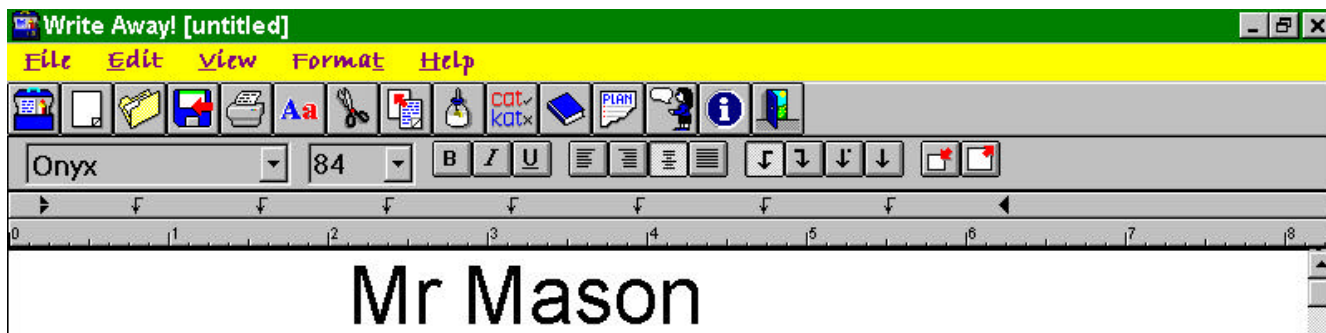 Write Away! [untitled]
File Edit View Format Help
Aa cat kat PLAN i
Onyx 84 B I U
0 1 2 3 4 5 6 7 8
Mr Mason